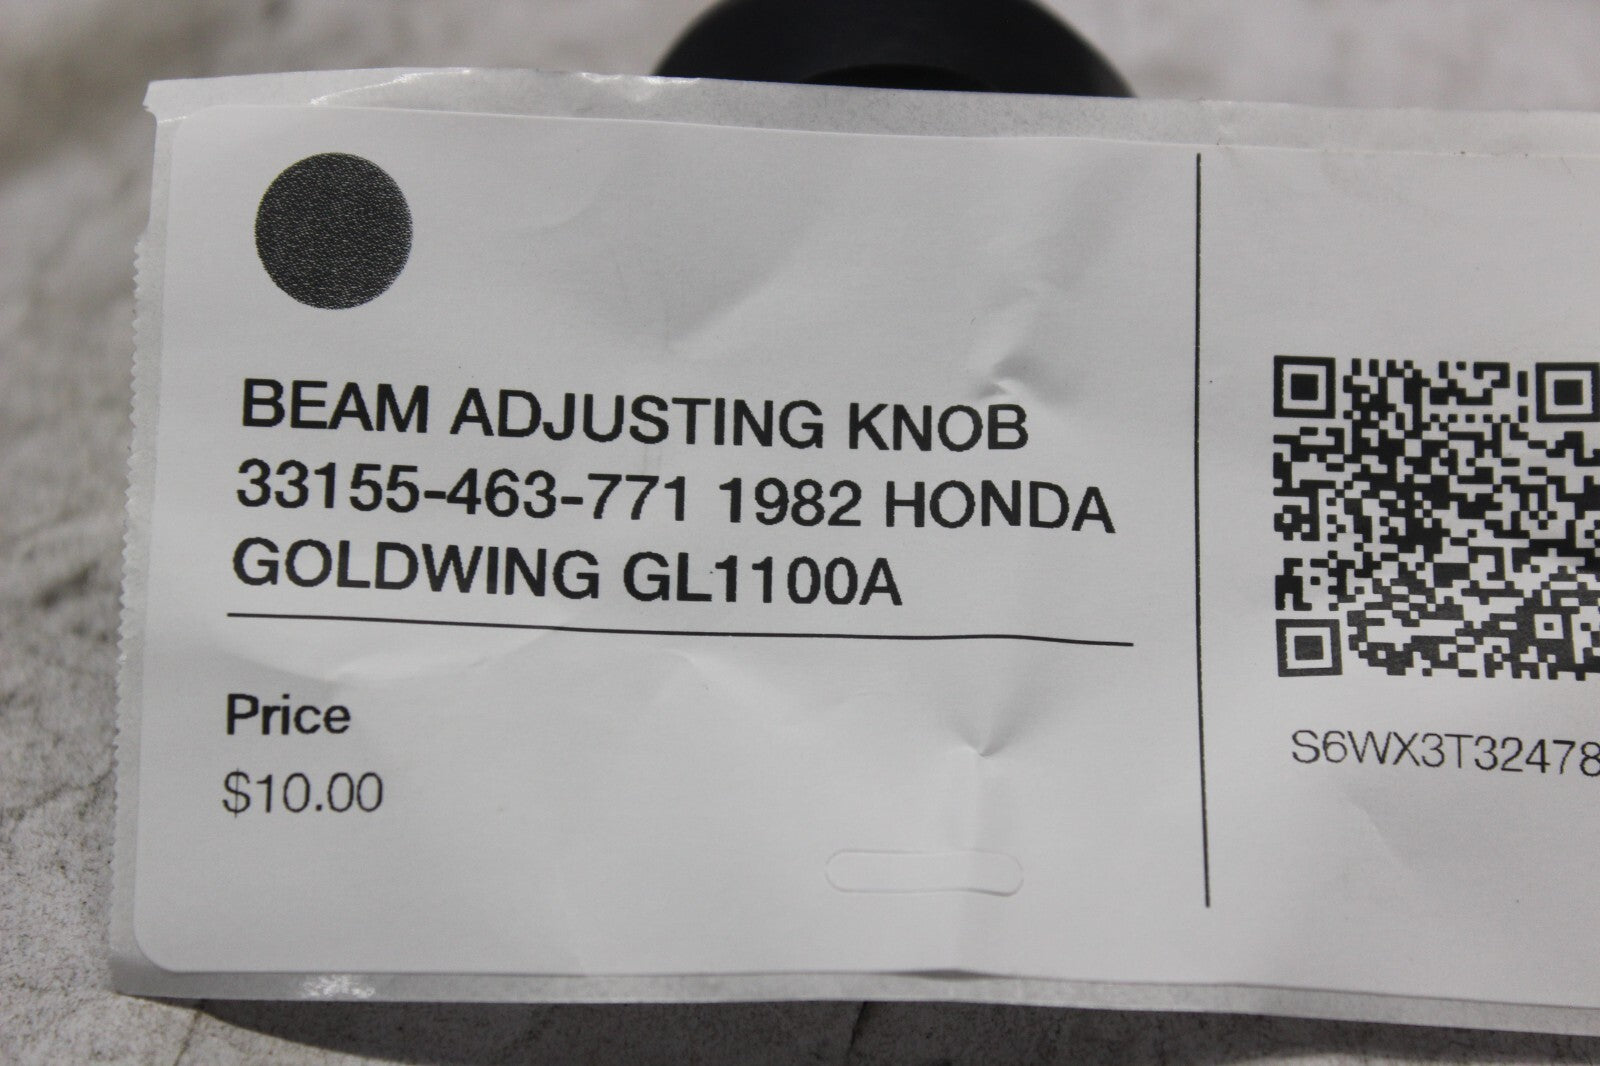 BEAM ADJUSTING KNOB
33155-463-771 1982 HONDA
GOLDWING GL1100A
Price
$10.00
S6WX3T32478